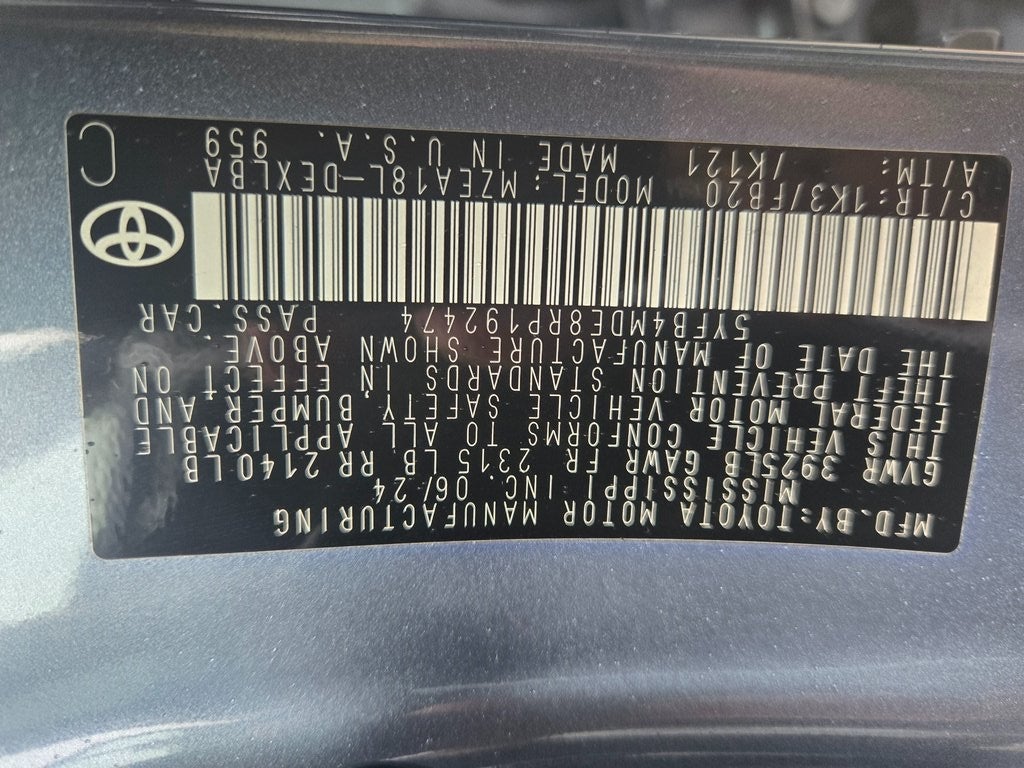 MFD.BY:TOYOTA MOTOR MANUFACTURING
MISSISSIPPI INC. 06/24
GVWR 3925LB GAWR FR 2315 LB RR 2140LB
THIS VEHICLE CONFORMS TO ALL APPLICABLE
FEDERAL MOTOR VEHICLE SAFETY, BUMPER AND
THEFT PREVENTION STANDARDS IN EFFECT ON
THE DATE OF MANUFACTURE SHOWN ABOVE.
5YFB4MDE8RP192474 PASS.CAR
C/TR:1K3/FB20 MODEL:MZEA18L-DEXLBA
A/TM: /K121 MADE IN U.S.A. 959
C